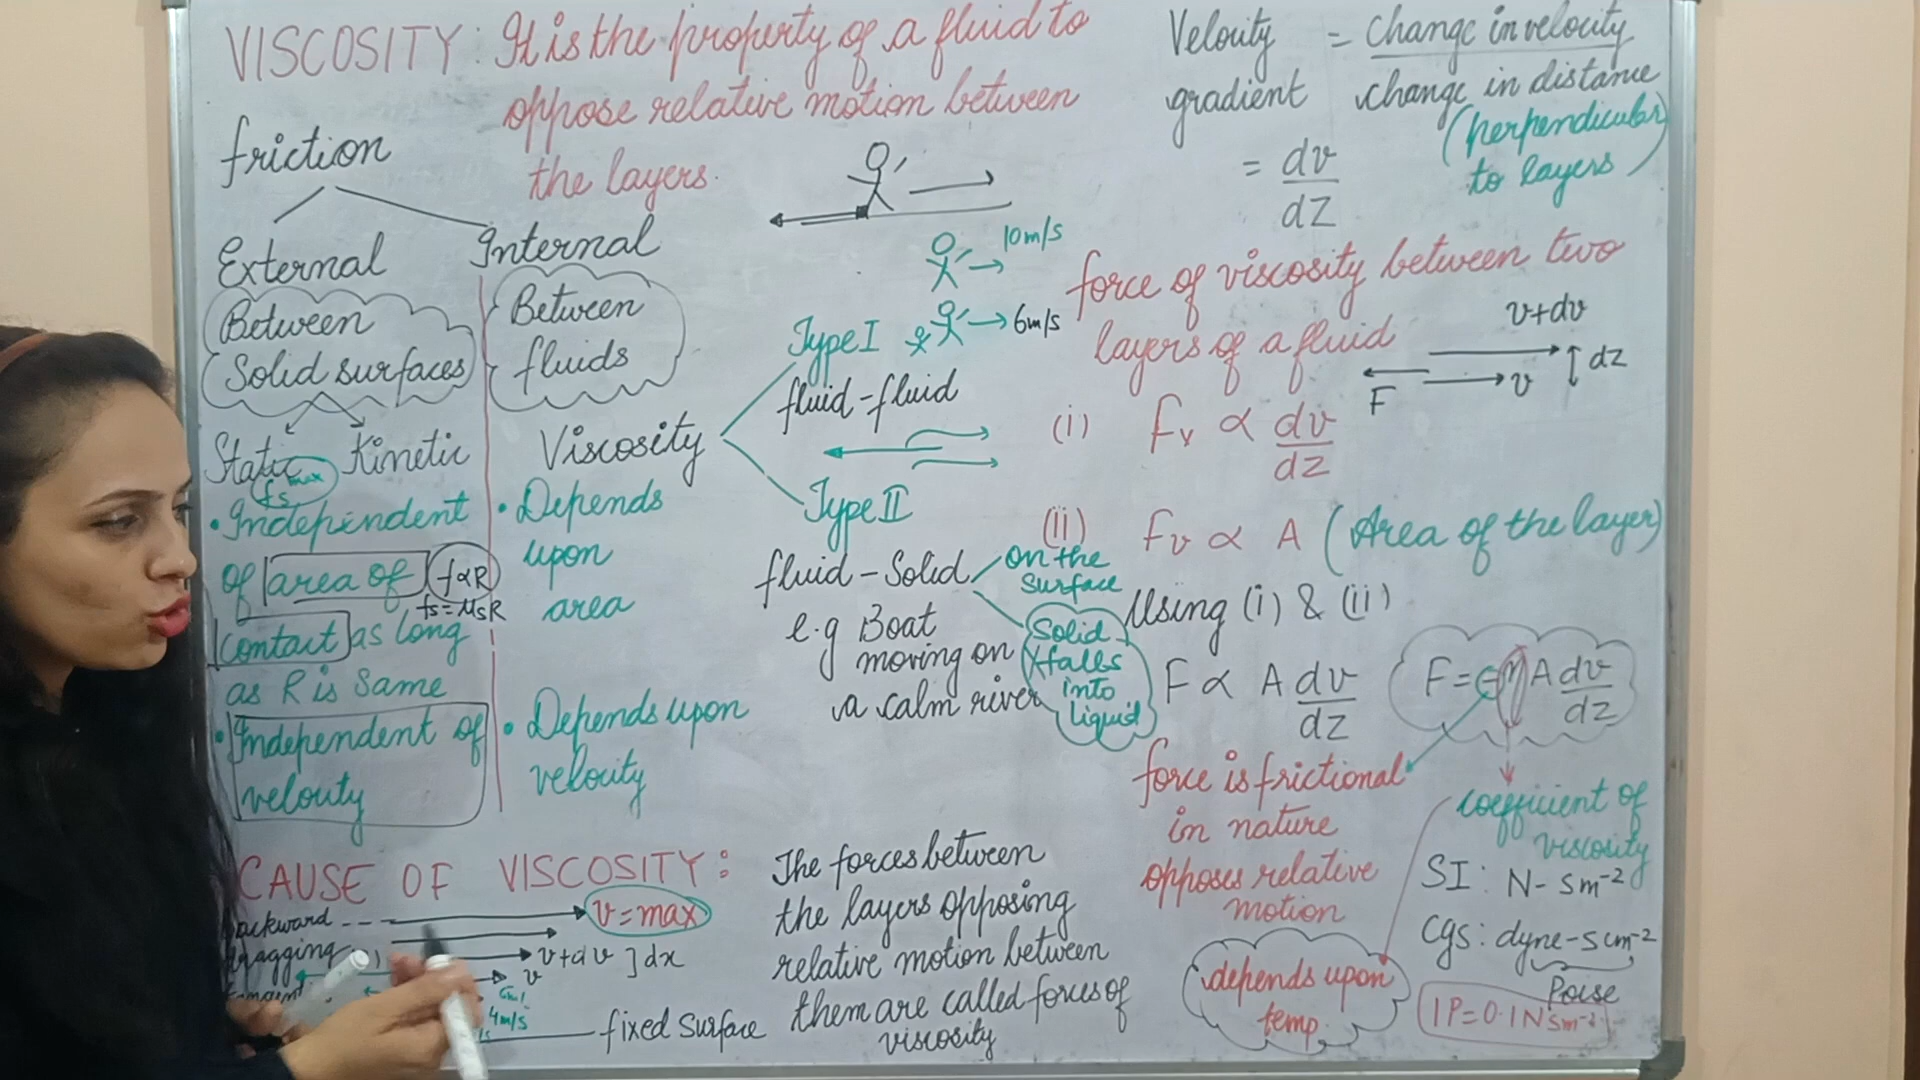 VISCOSITY: It is the property of a fluid to
oppose relative motion between
the layers.
friction
External
Between
Solid surfaces
Static Kinetic
fs max
• Independent
of area of f∝R
fs=μsR
contact as long
as R is same
• Independent of
velouity
Internal
Between
fluids
Viscosity
• Depends
upon
area
• Depends upon
velouity
10m/s
6m/s
Type I
fluid-fluid
Type II
fluid-Solid
on the
surface
Solid
falls
into
liquid
e.g Boat
moving on
a calm river
Velouity = change in velocity
gradient change in distance
(perpendicular
to layers)
= dv
dz
force of viscosity between two
layers of a fluid
v+dv
dz
v
F
(i) Fv ∝ dv
dz
(ii) Fv ∝ A (Area of the layer)
Using (i) & (ii)
F ∝ A dv
dz
F=-ηA dv
dz
force is frictional
in nature
opposes relative
motion
coefficient of
viscosity
SI: N-sm-2
Cgs: dyne-scm-2
Poise
1P=0.1Nsm-2
depends upon
temp.
CAUSE OF VISCOSITY:
backward
dragging
v=max
v+dv ]dx
v
4m/s
fixed surface
The forces between
the layers opposing
relative motion between
them are called forces of
viscosity